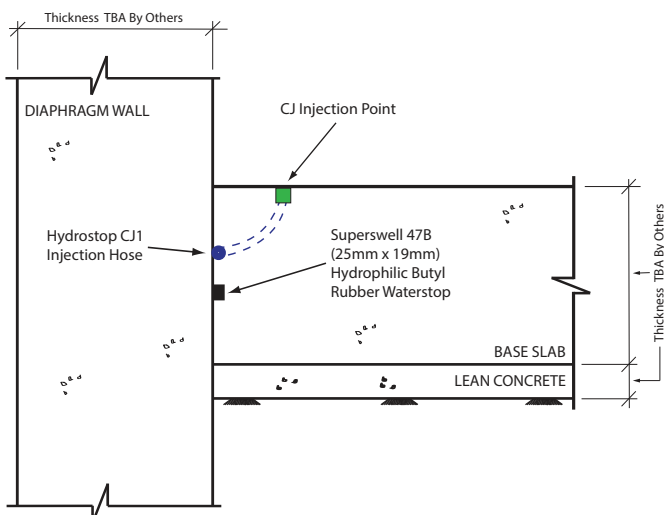 Thickness TBA By Others
DIAPHRAGM WALL
CJ Injection Point
Hydrostop CJ1
Injection Hose
Superswell 47B
(25mm x 19mm)
Hydrophilic Butyl
Rubber Waterstop
Thickness TBA By Others
BASE SLAB
LEAN CONCRETE